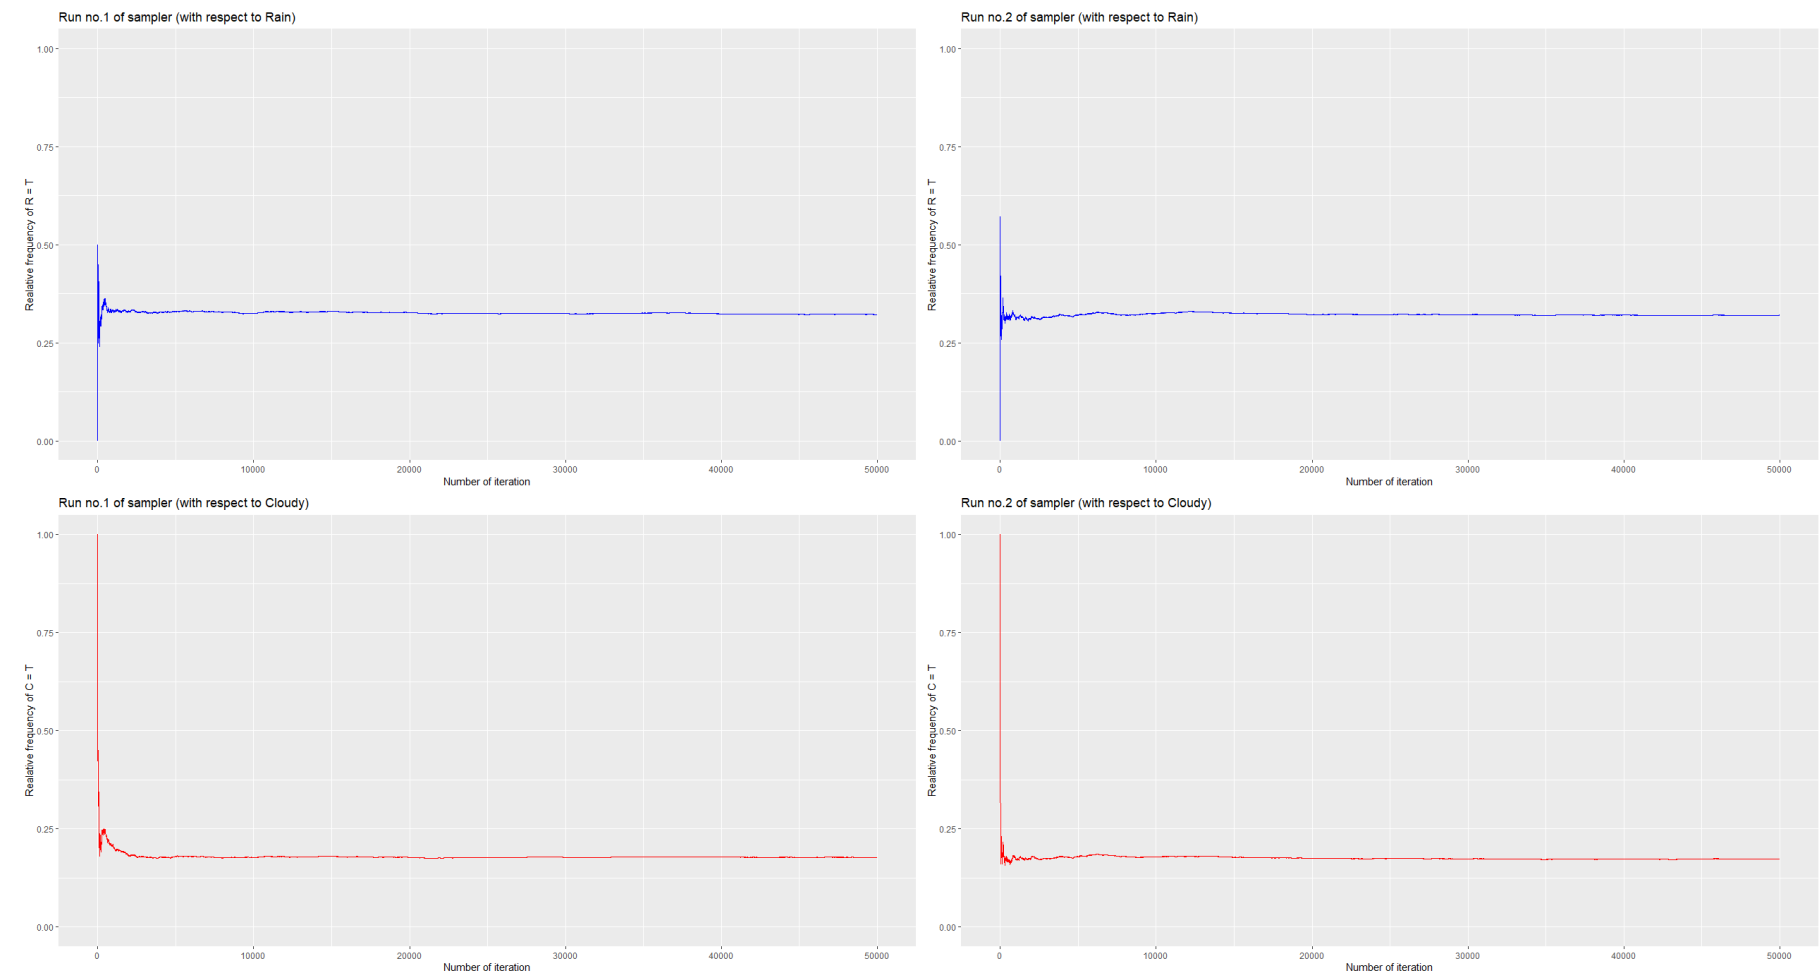 Run no.1 of sampler (with respect to Rain)
1.00
0.75
0.50
0.25
0.00
Realative frequency of R = T
0 10000 20000 30000 40000 50000
Number of iteration
Run no.2 of sampler (with respect to Rain)
1.00
0.75
0.50
0.25
0.00
Realative frequency of R = T
0 10000 20000 30000 40000 50000
Number of iteration
Run no.1 of sampler (with respect to Cloudy)
1.00
0.75
0.50
0.25
0.00
Realative frequency of C = T
0 10000 20000 30000 40000 50000
Number of iteration
Run no.2 of sampler (with respect to Cloudy)
1.00
0.75
0.50
0.25
0.00
Realative frequency of C = T
0 10000 20000 30000 40000 50000
Number of iteration